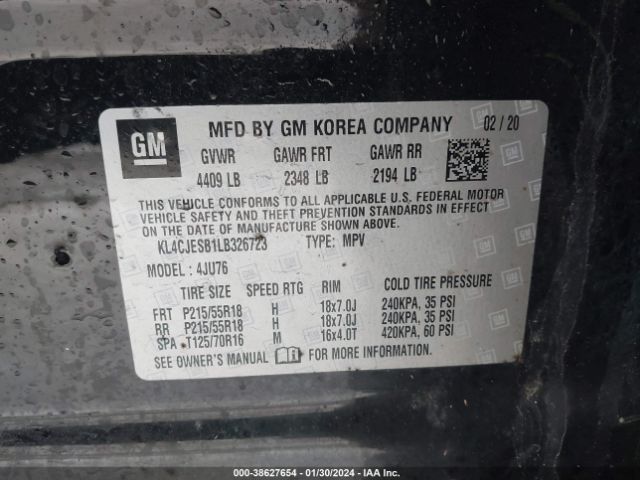 GM MFD BY GM KOREA COMPANY 02 / 20
GVWR GAWR FRT GAWR RR
4409 LB 2348 LB 2194 LB
THIS VEHICLE CONFORMS TO ALL APPLICABLE U.S. FEDERAL MOTOR
VEHICLE SAFETY AND THEFT PREVENTION STANDARDS IN EFFECT
ON THE DATE OF MANUFACTURE SHOWN ABOVE.
KL4CJESB1LB326723 TYPE: MPV
MODEL : 4JU76
TIRE SIZE SPEED RTG RIM COLD TIRE PRESSURE
FRT P215/55R18 H 18x7.0J 240KPA, 35 PSI
RR P215/55R18 H 18x7.0J 240KPA, 35 PSI
SPA T125/70R16 M 16x4.0T 420KPA, 60 PSI
SEE OWNER'S MANUAL FOR MORE INFORMATION.
000-38627654 - 01/30/2024 - IAA Inc.